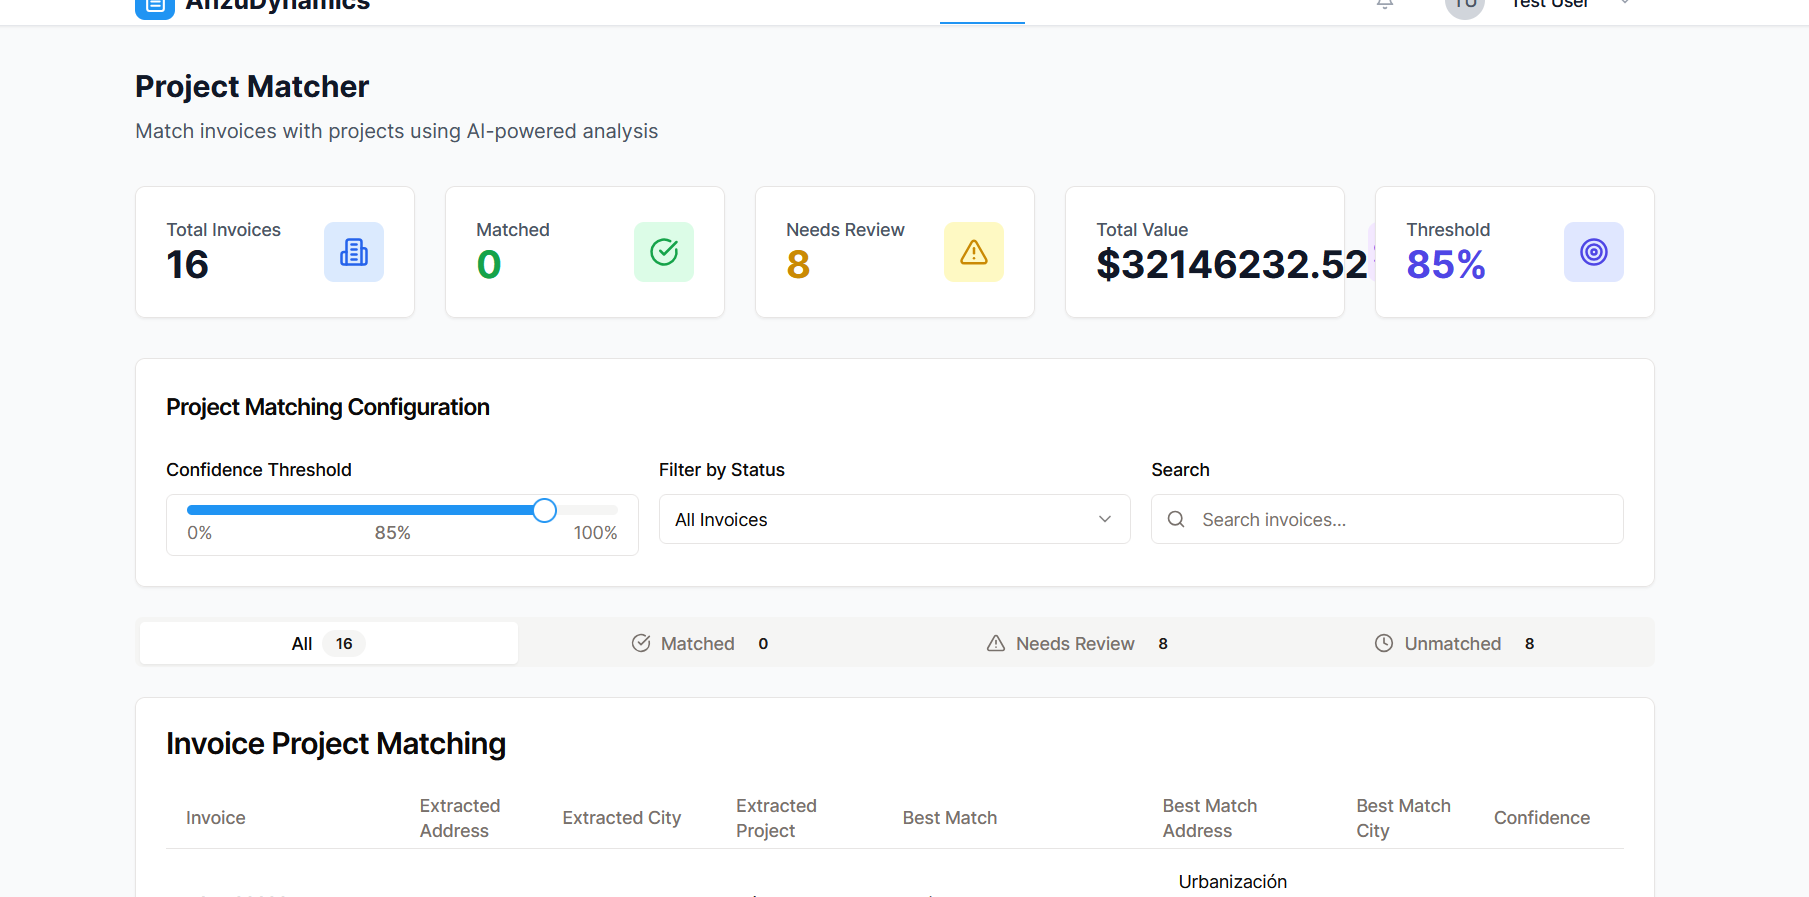 AnzuDynamics
TU
Test User
Project Matcher
Match invoices with projects using AI-powered analysis
Total Invoices
16
Matched
0
Needs Review
8
Total Value
$32146232.52
Threshold
85%
Project Matching Configuration
Confidence Threshold
0%
85%
100%
Filter by Status
All Invoices
Search
Search invoices...
All 16
Matched 0
Needs Review 8
Unmatched 8
Invoice Project Matching
Invoice
Extracted
Address
Extracted City
Extracted
Project
Best Match
Best Match
Address
Best Match
City
Confidence
Urbanización